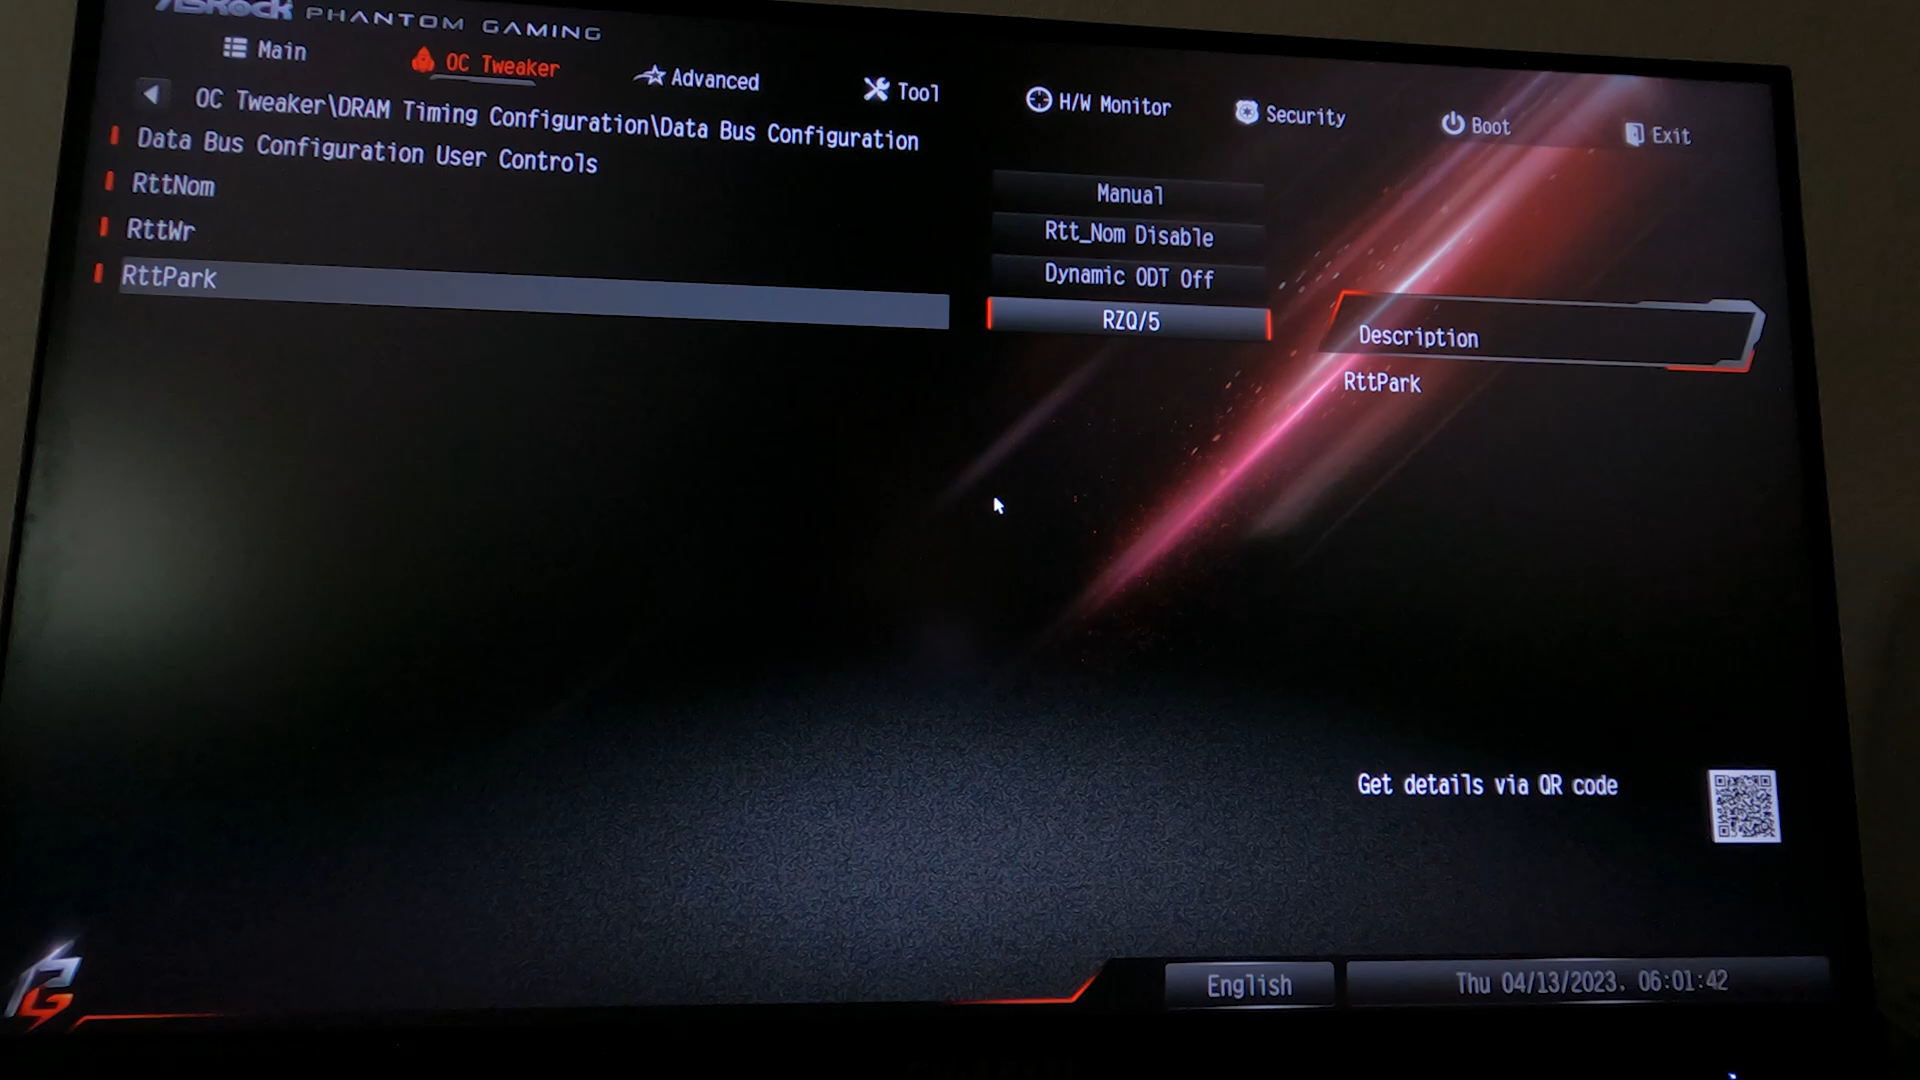 ASRock PHANTOM GAMING
Main
OC Tweaker
Advanced
Tool
H/W Monitor
Security
Boot
Exit
OC Tweaker\DRAM Timing Configuration\Data Bus Configuration
Data Bus Configuration User Controls
Manual
RttNom
Rtt_Nom Disable
RttWr
Dynamic ODT Off
RttPark
RZQ/5
Description
RttPark
Get details via QR code
English
Thu 04/13/2023, 06:01:42